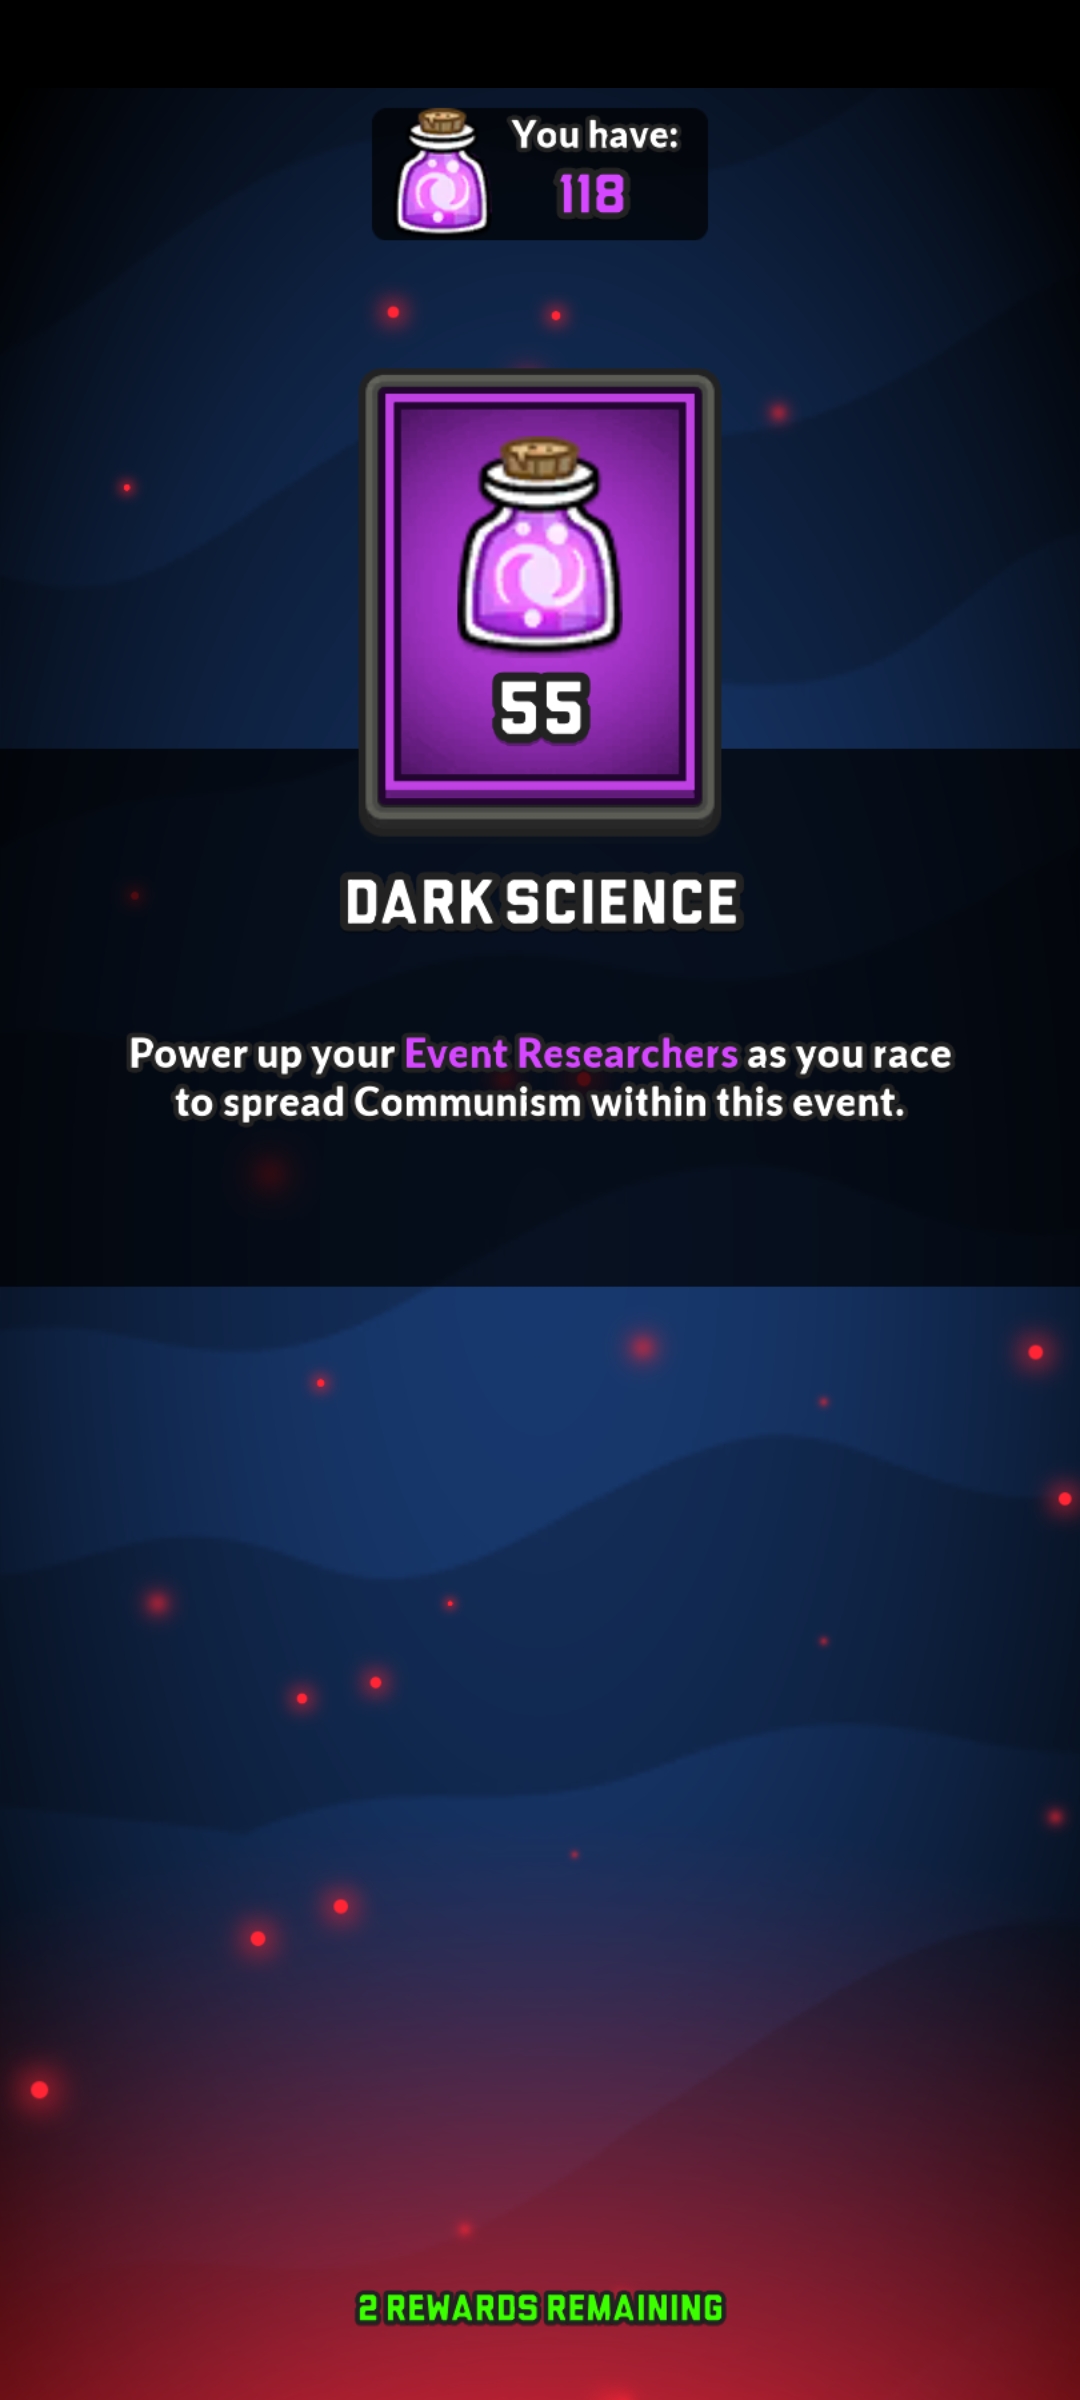 You have:
118
55
DARK SCIENCE
Power up your Event Researchers as you race
to spread Communism within this event.
2 REWARDS REMAINING